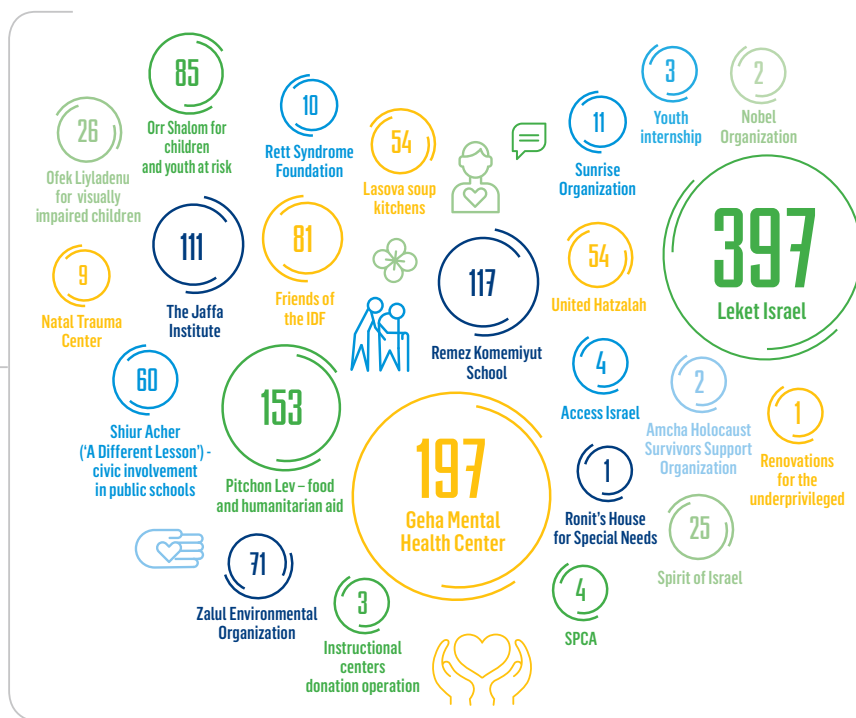 85
Orr Shalom for
children
and youth at risk
26
Ofek Liyladenu
for visually
impaired children
10
Rett Syndrome
Foundation
54
Lasova soup
kitchens
11
Sunrise
Organization
3
Youth
internship
2
Nobel
Organization
397
Leket Israel
9
Natal Trauma
Center
111
The Jaffa
Institute
81
Friends of
the IDF
117
Remez Komemiyut
School
54
United Hatzalah
60
Shiur Acher
('A Different Lesson') -
civic involvement
in public schools
153
Pitchon Lev – food
and humanitarian aid
197
Geha Mental
Health Center
4
Access Israel
2
Amcha Holocaust
Survivors Support
Organization
1
Renovations
for the
underprivileged
1
Ronit's House
for Special Needs
25
Spirit of Israel
71
Zalul Environmental
Organization
3
Instructional
centers
donation operation
4
SPCA